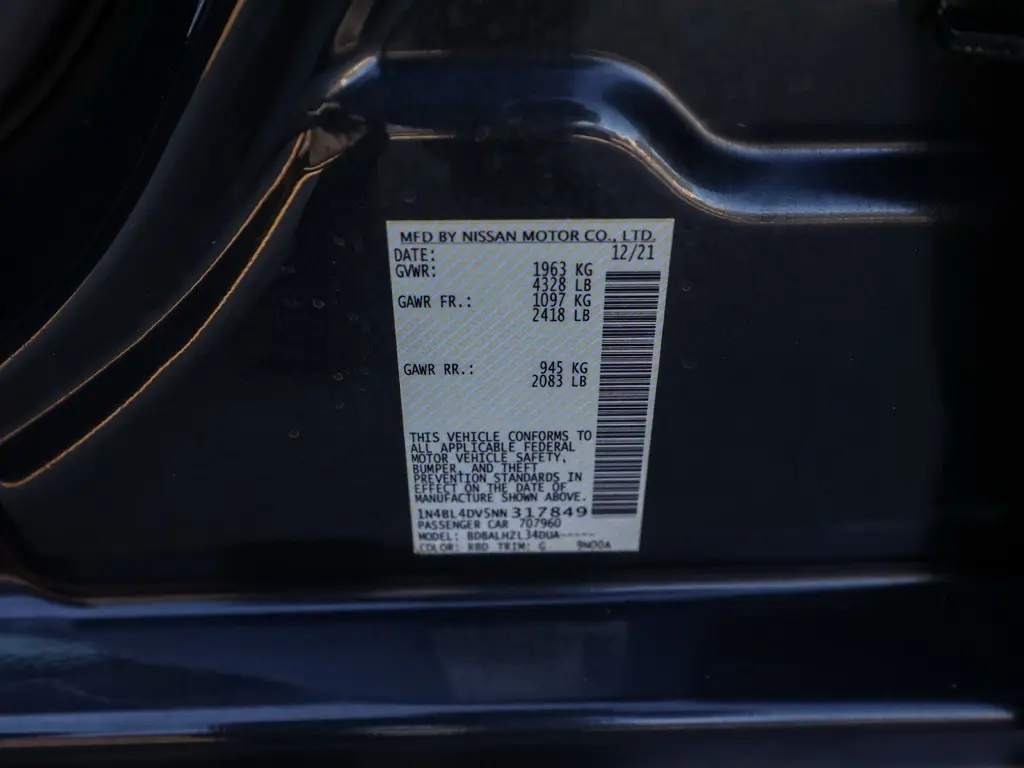 MFD BY NISSAN MOTOR CO., LTD.
DATE: 12/21
GVWR: 1963 KG
4328 LB
GAWR FR.: 1097 KG
2418 LB
GAWR RR.: 945 KG
2083 LB
THIS VEHICLE CONFORMS TO
ALL APPLICABLE FEDERAL
MOTOR VEHICLE SAFETY,
BUMPER, AND THEFT
PREVENTION STANDARDS IN
EFFECT ON THE DATE OF
MANUFACTURE SHOWN ABOVE.
1N4BL4DV5NN317849
PASSENGER CAR 707960
MODEL: BDBALHZL34DUA-----
COLOR: RBD TRIM: G 9N00A